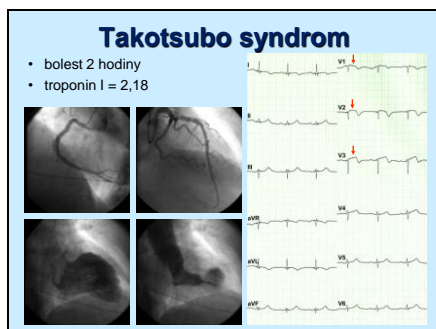 Takotsubo syndrom
• bolest 2 hodiny
• troponin I = 2,18
I
II
III
aVR
aVL
aVF
V1
V2
V3
V4
V5
V6